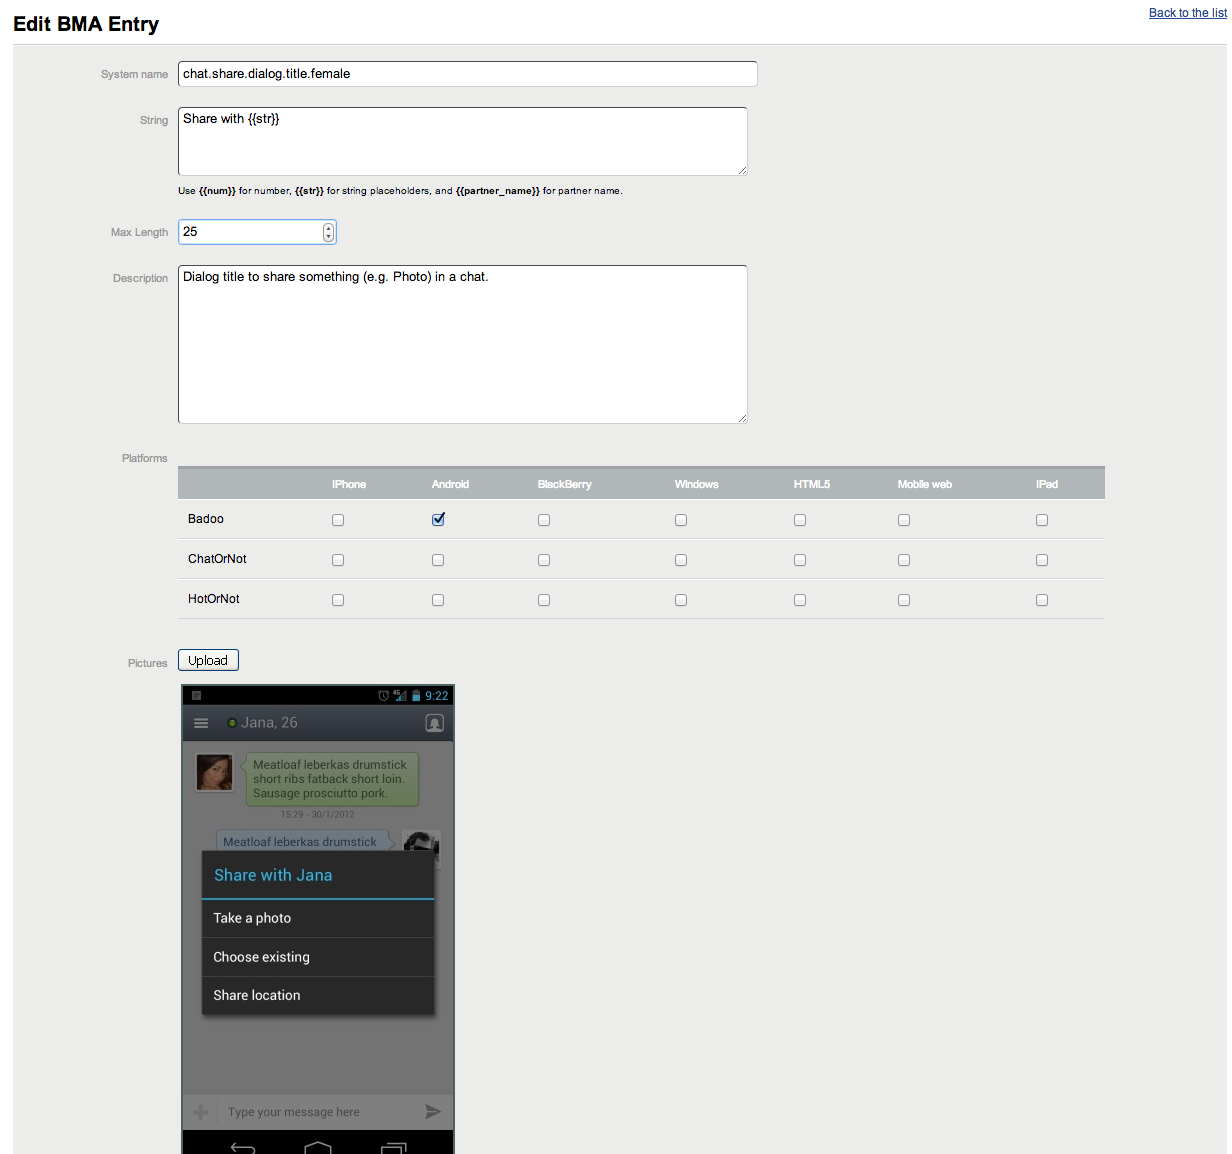 Back to the list
Edit BMA Entry
System name
chat.share.dialog.title.female
String
Share with {{str}}
Use {{num}} for number, {{str}} for string placeholders, and {{partner_name}} for partner name.
Max Length
25
Description
Dialog title to share something (e.g. Photo) in a chat.
Platforms
IPhone Android BlackBerry Windows HTML5 Mobile web IPad
Badoo
ChatOrNot
HotOrNot
Pictures
Upload
4G 9:22
Jana, 26
Meatloaf leberkas drumstick
short ribs fatback short loin.
Sausage prosciutto pork.
15:29 - 30/1/2012
Meatloaf leberkas drumstick
Share with Jana
Take a photo
Choose existing
Share location
Type your message here